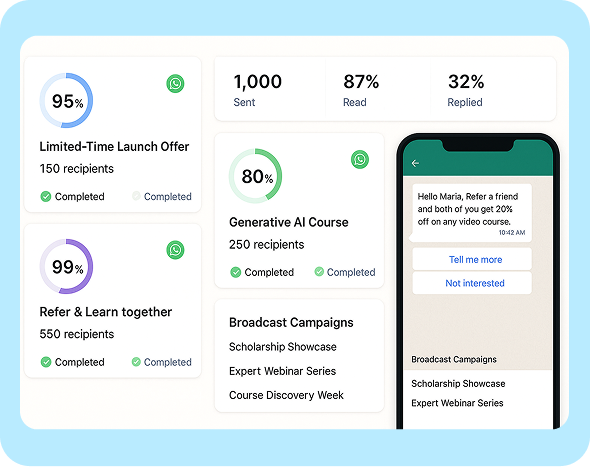 95%
Limited-Time Launch Offer
150 recipients
Completed Completed
99%
Refer & Learn together
550 recipients
Completed Completed
1,000 87% 32%
Sent Read Replied
80%
Generative AI Course
250 recipients
Completed Completed
Broadcast Campaigns
Scholarship Showcase
Expert Webinar Series
Course Discovery Week
Hello Maria, Refer a friend
and both of you get 20%
off on any video course.
10:42 AM
Tell me more
Not interested
Broadcast Campaigns
Scholarship Showcase
Expert Webinar Series